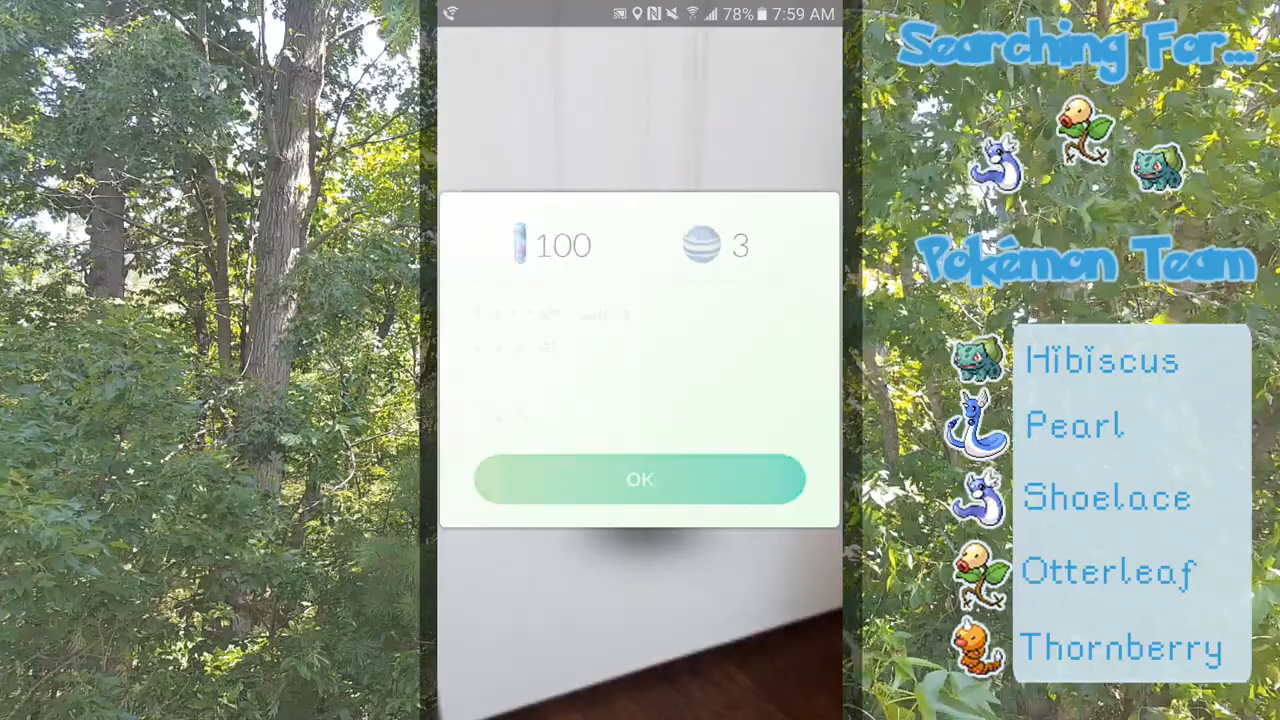 78% 7:59 AM
100 3
OK
Searching For...
Pokémon Team
Hibiscus
Pearl
Shoelace
Otterleaf
Thornberry